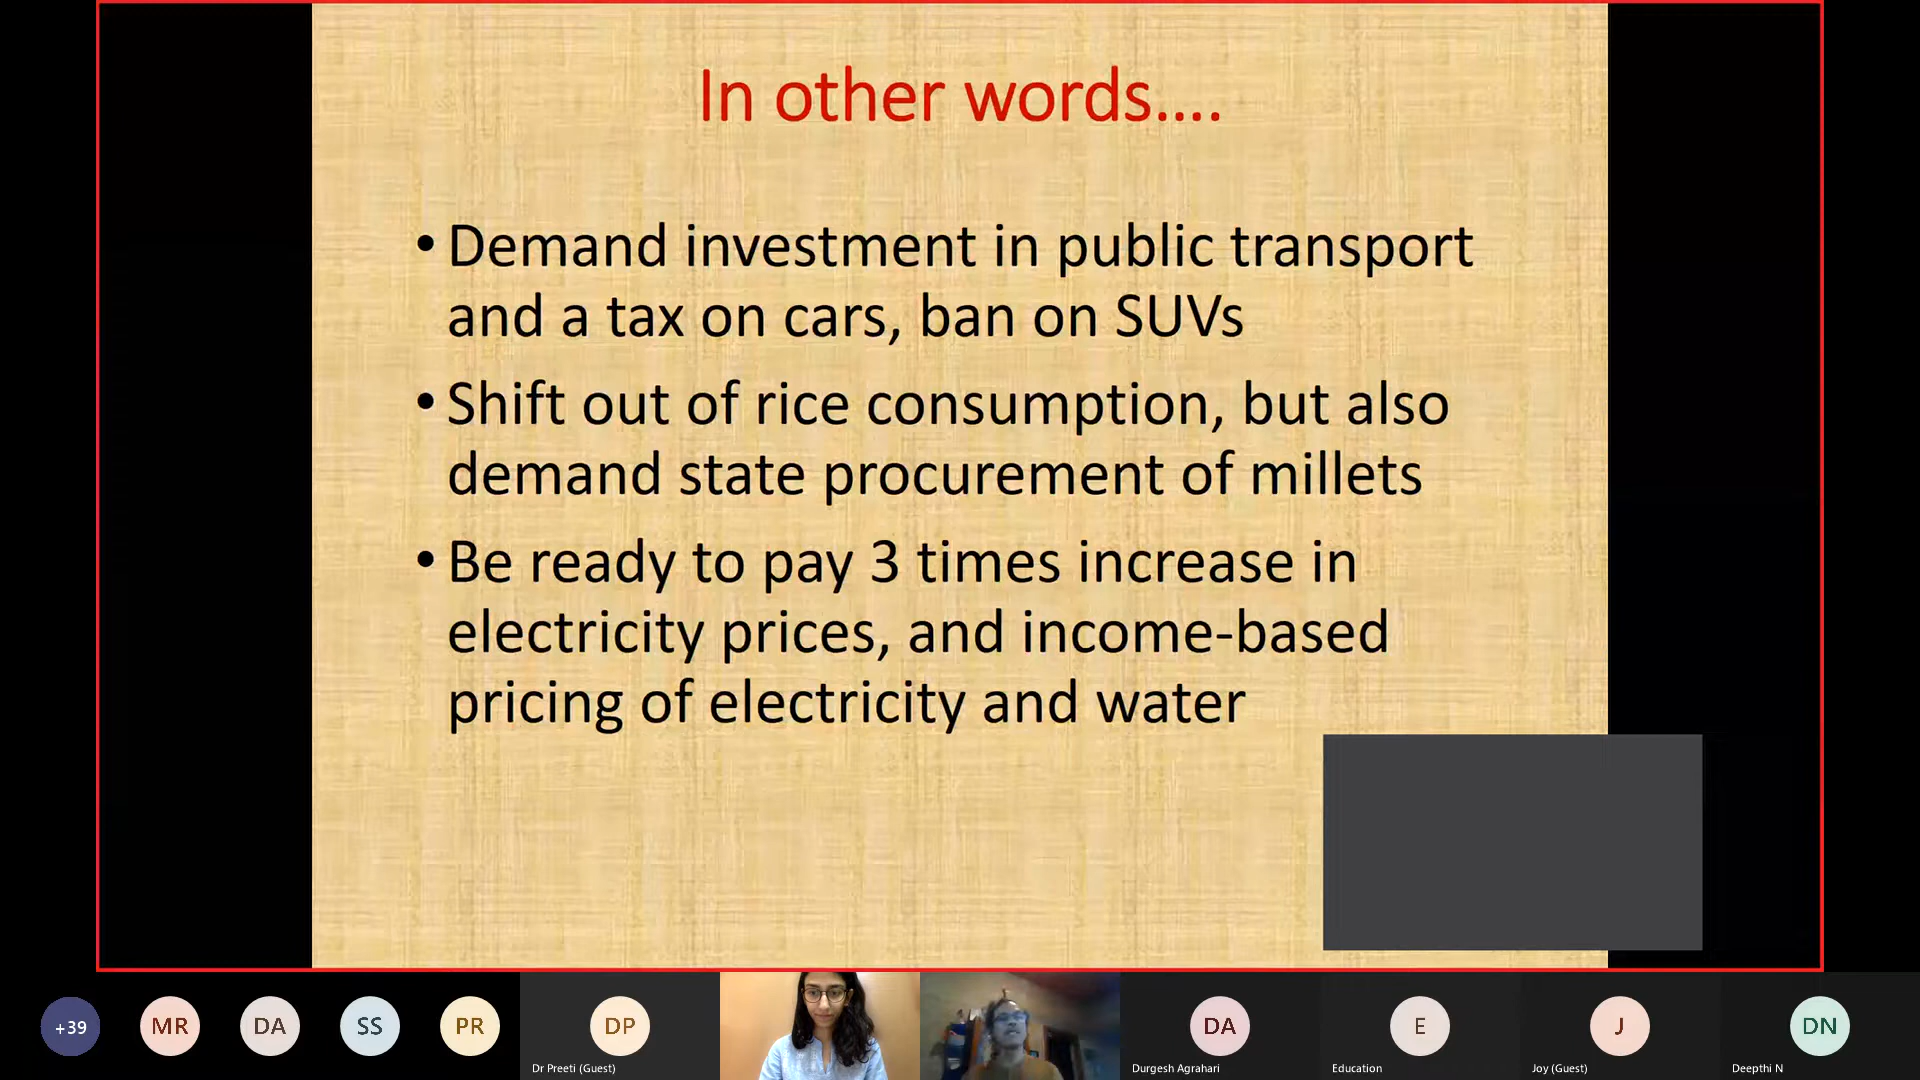 In other words....
• Demand investment in public transport
and a tax on cars, ban on SUVs
• Shift out of rice consumption, but also
demand state procurement of millets
• Be ready to pay 3 times increase in
electricity prices, and income-based
pricing of electricity and water
+39
MR
DA
SS
PR
DP
Dr Preeti (Guest)
DA
Durgesh Agrahari
E
Education
J
Joy (Guest)
DN
Deepthi N